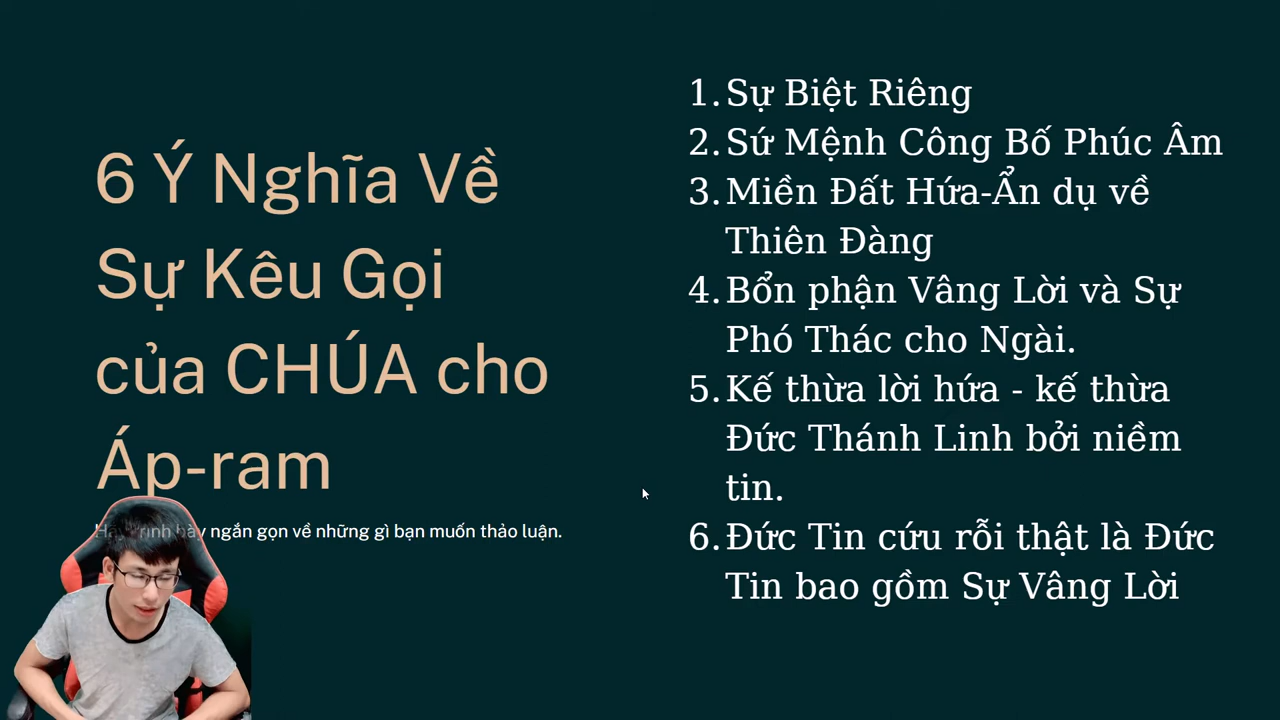 6 Ý Nghĩa Về
Sự Kêu Gọi
của CHÚA cho
Áp-ram
bày ngắn gọn về những gì bạn muốn thảo luận.
1. Sự Biệt Riêng
2. Sứ Mệnh Công Bố Phúc Âm
3. Miền Đất Hứa-Ẩn dụ về
Thiên Đàng
4. Bổn phận Vâng Lời và Sự
Phó Thác cho Ngài.
5. Kế thừa lời hứa - kế thừa
Đức Thánh Linh bởi niềm
tin.
6. Đức Tin cứu rỗi thật là Đức
Tin bao gồm Sự Vâng Lời